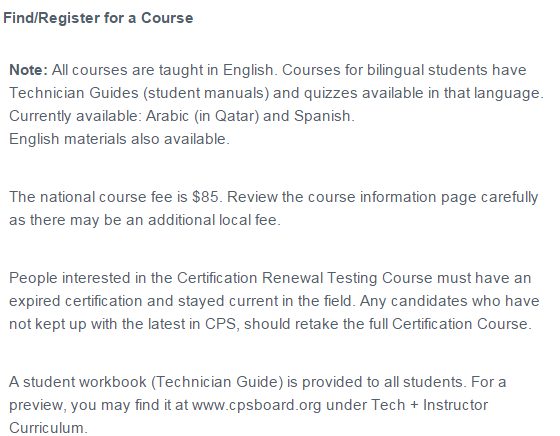 Find/Register for a Course
Note: All courses are taught in English. Courses for bilingual students have
Technician Guides (student manuals) and quizzes available in that language.
Currently available: Arabic (in Qatar) and Spanish.
English materials also available.
The national course fee is $85. Review the course information page carefully
as there may be an additional local fee.
People interested in the Certification Renewal Testing Course must have an
expired certification and stayed current in the field. Any candidates who have
not kept up with the latest in CPS, should retake the full Certification Course.
A student workbook (Technician Guide) is provided to all students. For a
preview, you may find it at www.cpsboard.org under Tech + Instructor
Curriculum.